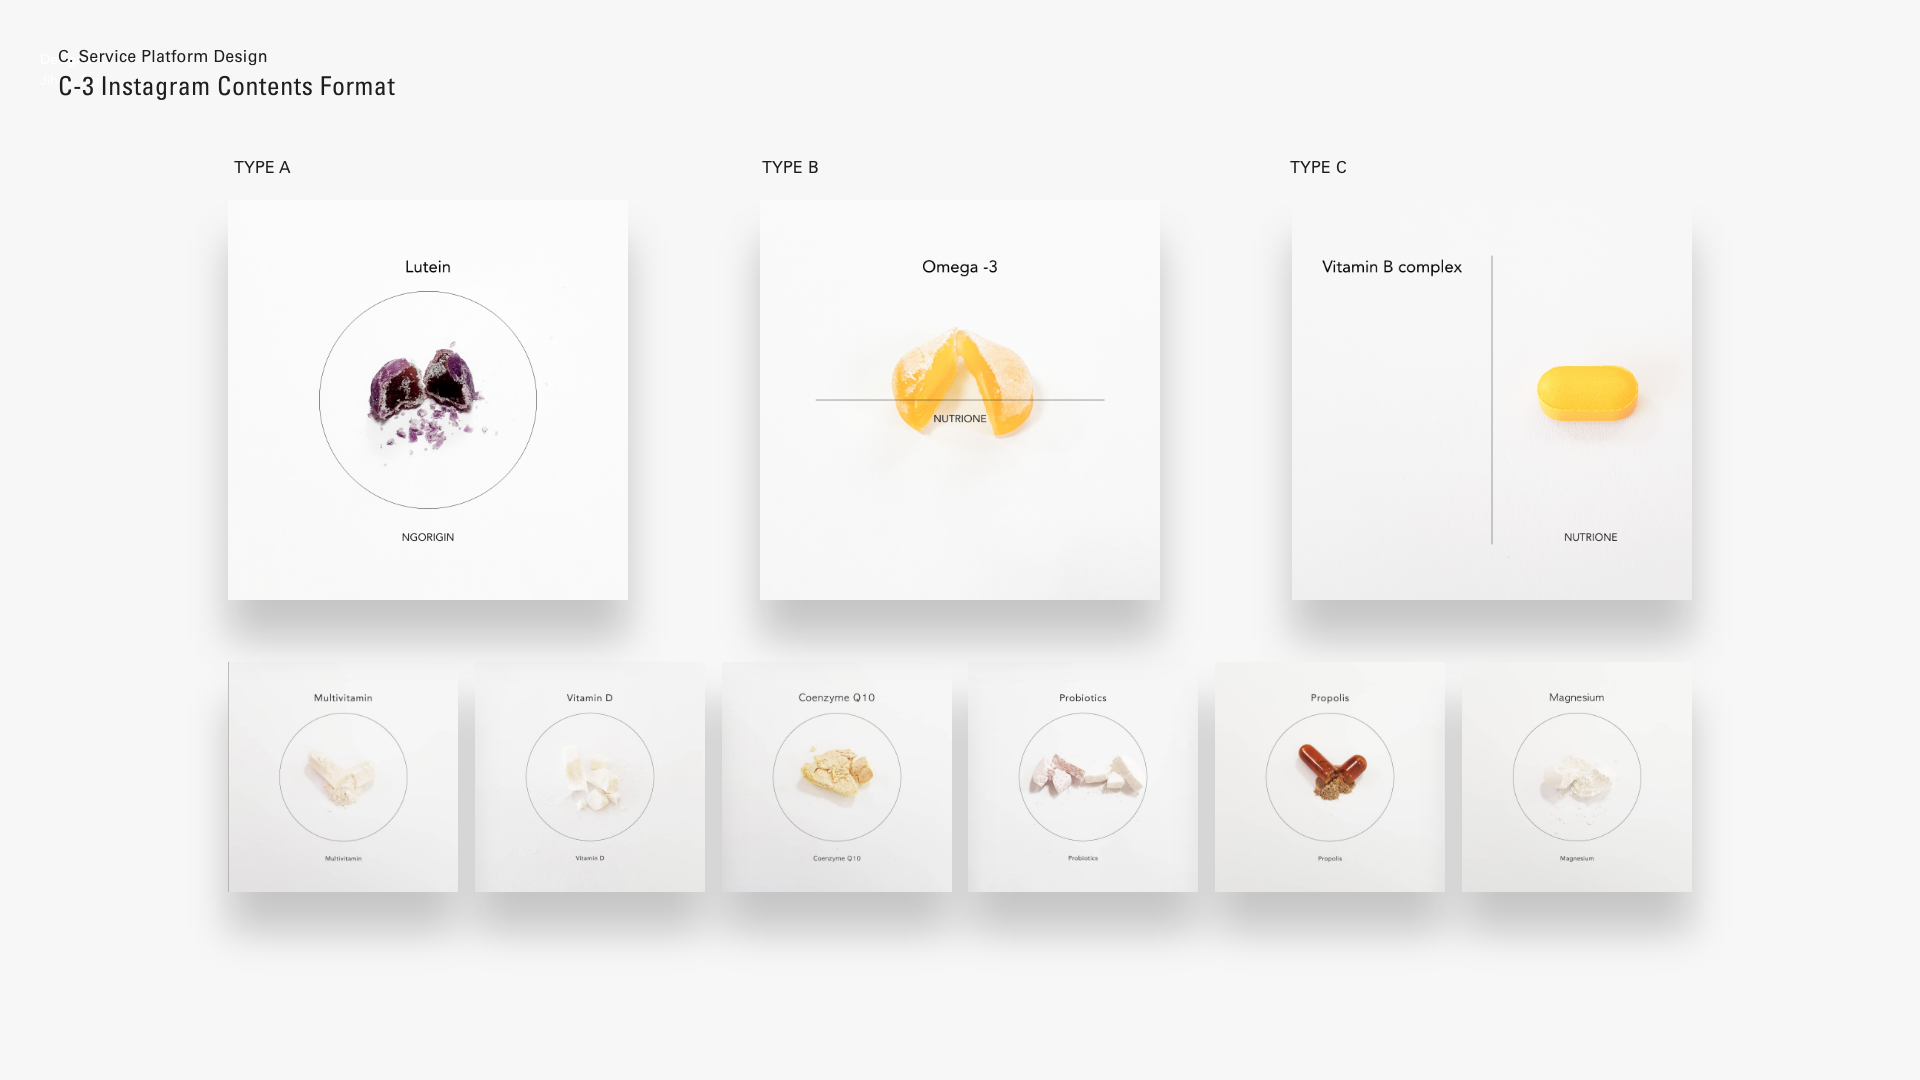 C. Service Platform Design
C-3 Instagram Contents Format
TYPE A
TYPE B
TYPE C
Lutein
NGORIGIN
Omega -3
NUTRIONE
Vitamin B complex
NUTRIONE
Multivitamin
Multivitamin
Vitamin D
Vitamin D
Coenzyme Q10
Coenzyme Q10
Probiotics
Probiotics
Propolis
Propolis
Magnesium
Magnesium